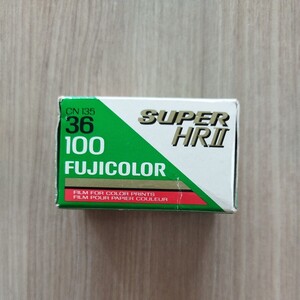 CN 135
36
100
FUJICOLOR
SUPER
HRII
FILM FOR COLOR PRINTS
FILM POUR PAPIER COULEUR